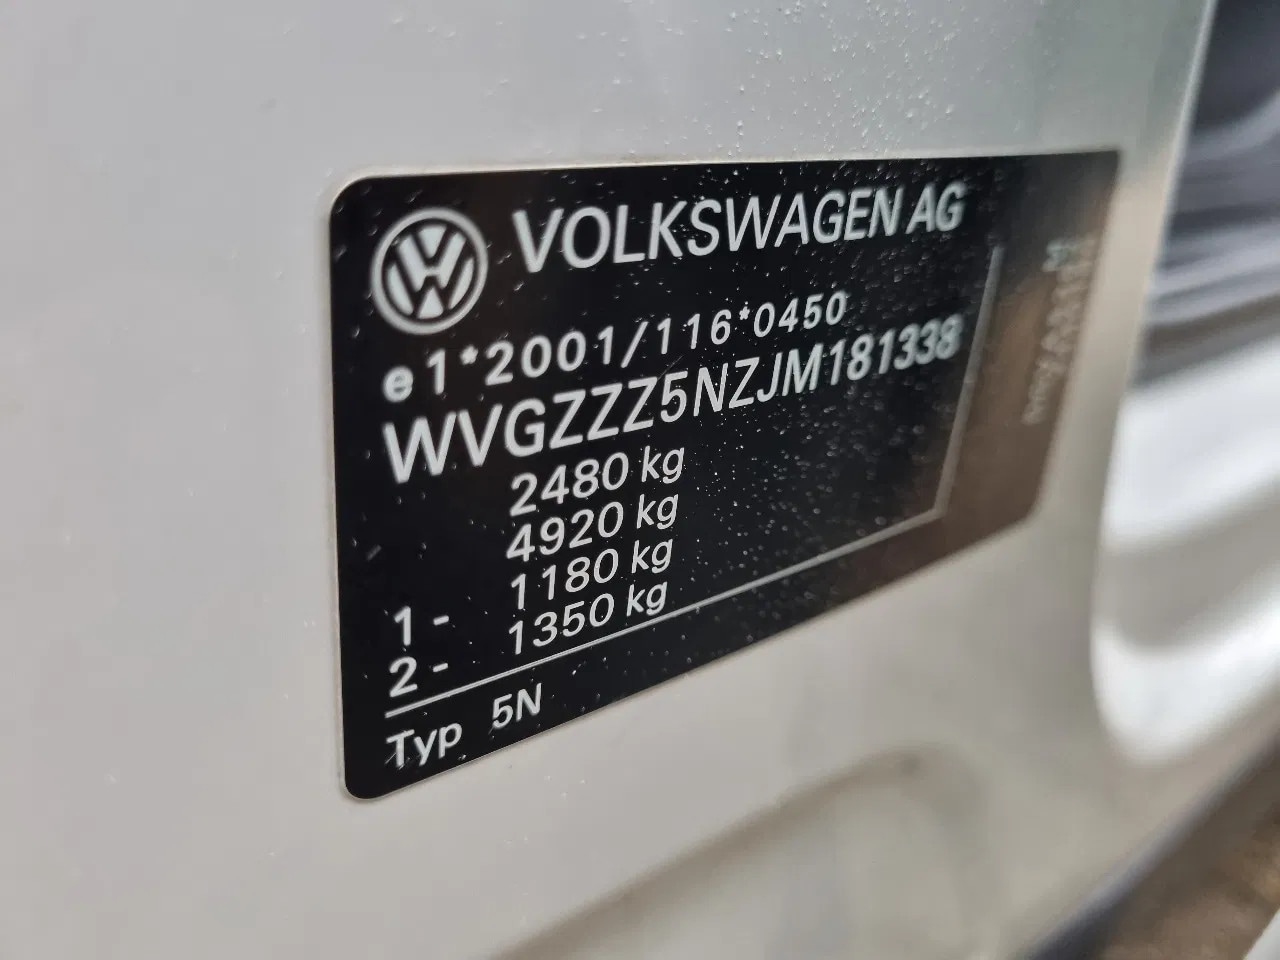 VOLKSWAGEN AG
e1*2001/116*0450
WVGZZZ5NZJM181338
2480 kg
4920 kg
1 - 1180 kg
2 - 1350 kg
Typ 5N